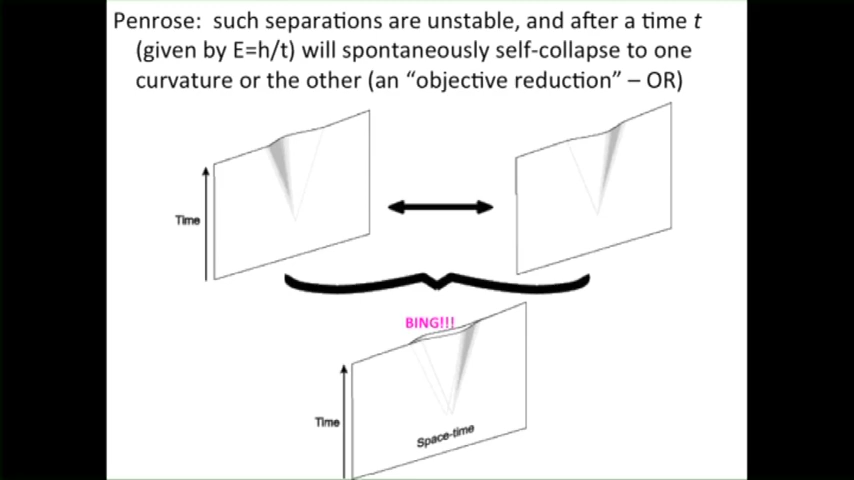 Penrose: such separations are unstable, and after a time t
(given by E=h/t) will spontaneously self-collapse to one
curvature or the other (an “objective reduction” – OR)
Time
BING!!!
Time
Space-time